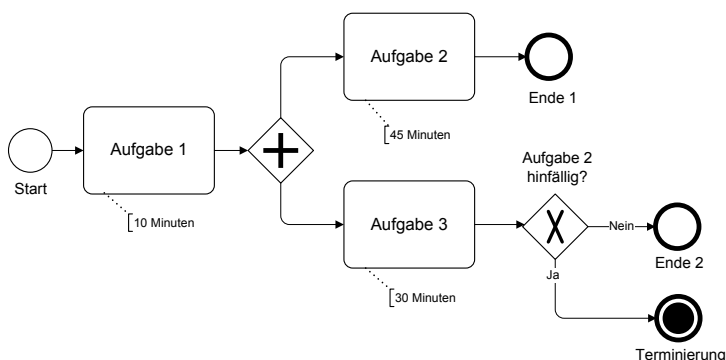 Aufgabe 2
Ende 1
45 Minuten
Aufgabe 1
Start
10 Minuten
Aufgabe 2
hinfällig?
Aufgabe 3
Nein
Ende 2
Ja
30 Minuten
Terminierung